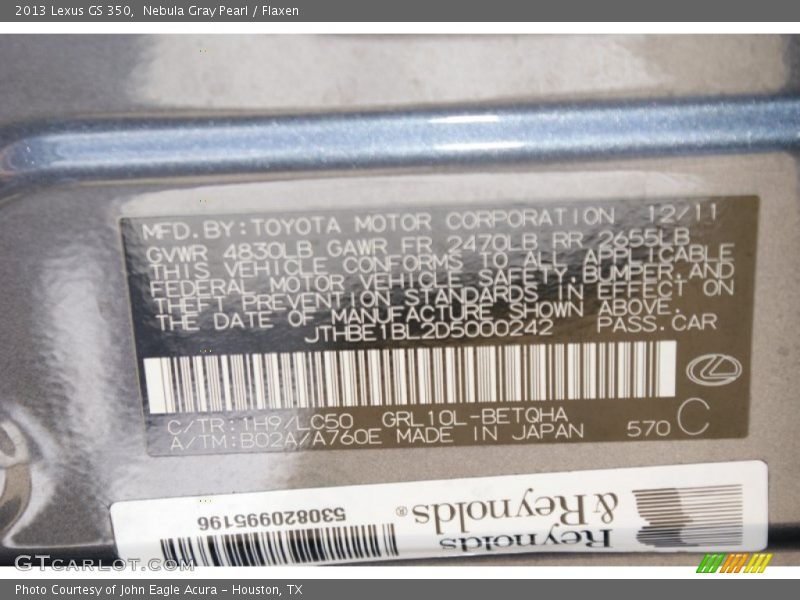 2013 Lexus GS 350, Nebula Gray Pearl / Flaxen
MFD.BY:TOYOTA MOTOR CORPORATION 12/11
GVWR 4830LB GAWR FR 2470LB RR 2655LB
THIS VEHICLE CONFORMS TO ALL APPLICABLE
FEDERAL MOTOR VEHICLE SAFETY,BUMPER,AND
THEFT PREVENTION STANDARDS IN EFFECT ON
THE DATE OF MANUFACTURE SHOWN ABOVE.
JTHBE1BL2D5000242 PASS.CAR
C/TR:1H9/LC50 GRL10L-BETQHA
A/TM:B02A/A760E MADE IN JAPAN 570 C
Reynolds
& Reynolds®
530820995196
GTcarlot.com
Photo Courtesy of John Eagle Acura - Houston, TX